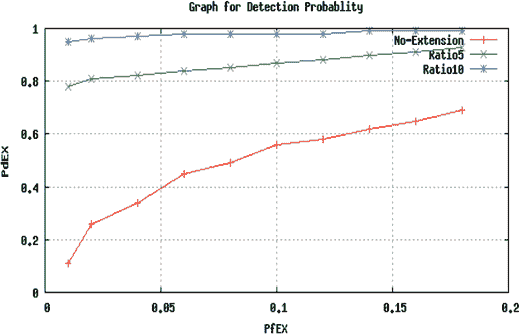 Graph for Detection Probablity
1
No-Extension
Ratio5
Ratio10
0.8
0.6
PdEX
0.4
0.2
0
0 0.05 0.1 0.15 0.2
PfEX